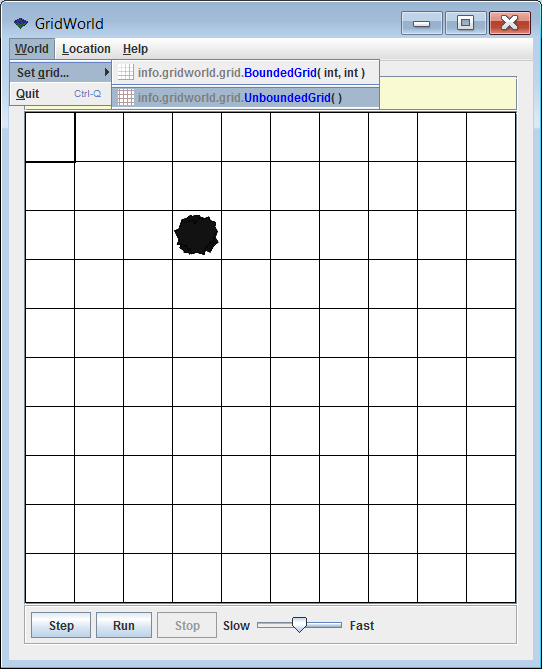 GridWorld
World Location Help
Set grid... info.gridworld.grid.BoundedGrid( int, int )
Quit Ctrl-Q info.gridworld.grid.UnboundedGrid( )
Step Run Stop Slow Fast